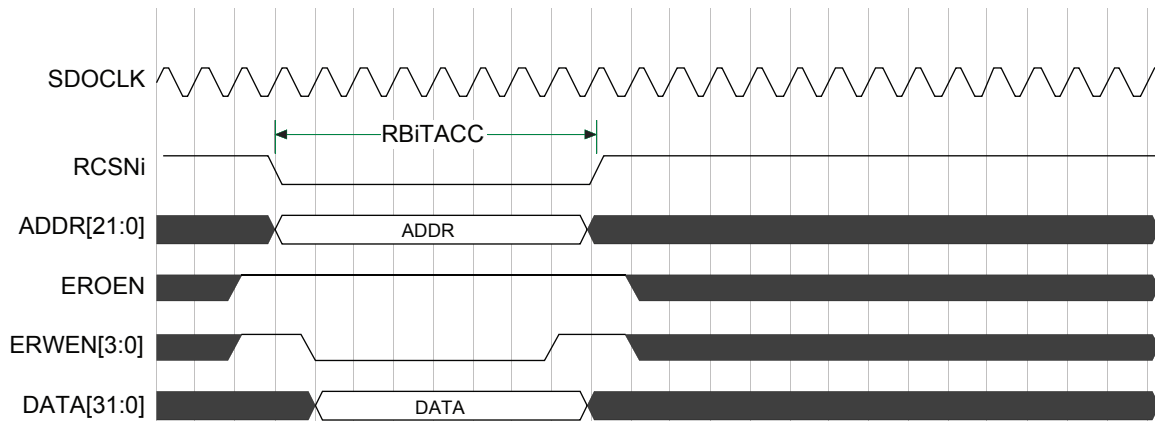 SDOCLK
RBiTACC
RCSNi
ADDR[21:0]
ADDR
EROEN
ERWEN[3:0]
DATA[31:0]
DATA